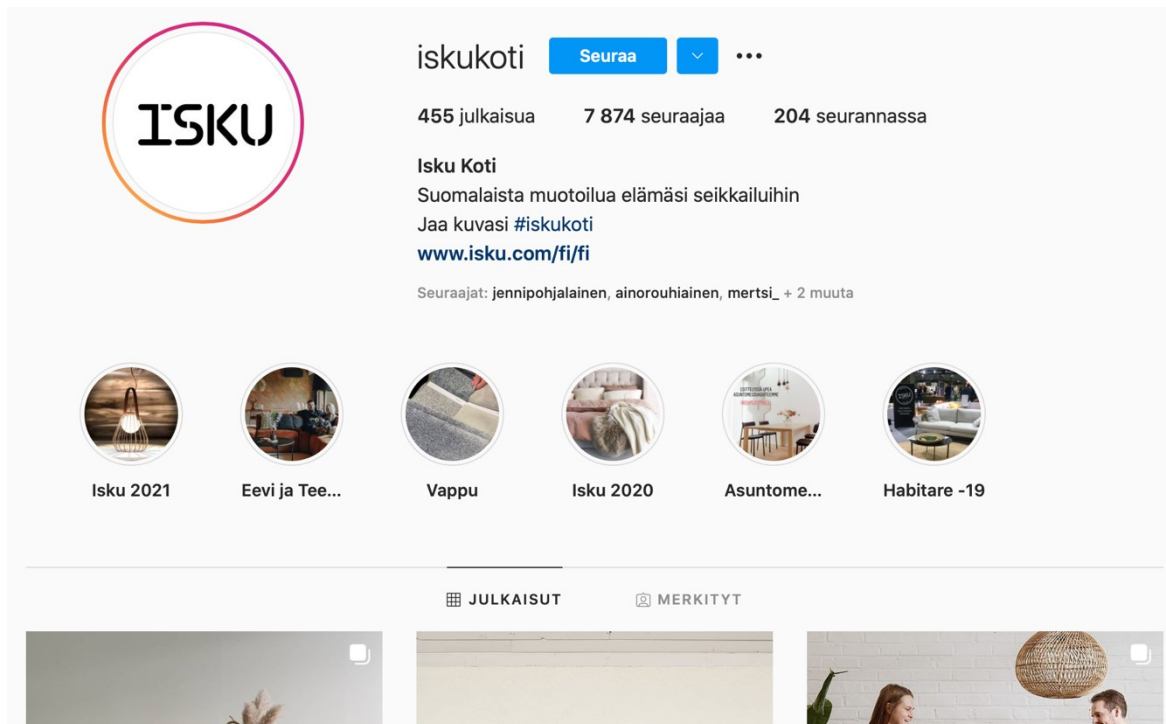 ISKU
iskukoti Seuraa
455 julkaisua 7 874 seuraajaa 204 seurannassa
Isku Koti
Suomalaista muotoilua elämäsi seikkailuihin
Jaa kuvasi #iskukoti
www.isku.com/fi/fi
Seuraajat: jennipohjalainen, ainorouhiainen, mertsi_ + 2 muuta
Isku 2021 Eevi ja Tee... Vappu Isku 2020 Asuntome... Habitare -19
JULKAISUT MERKITYT